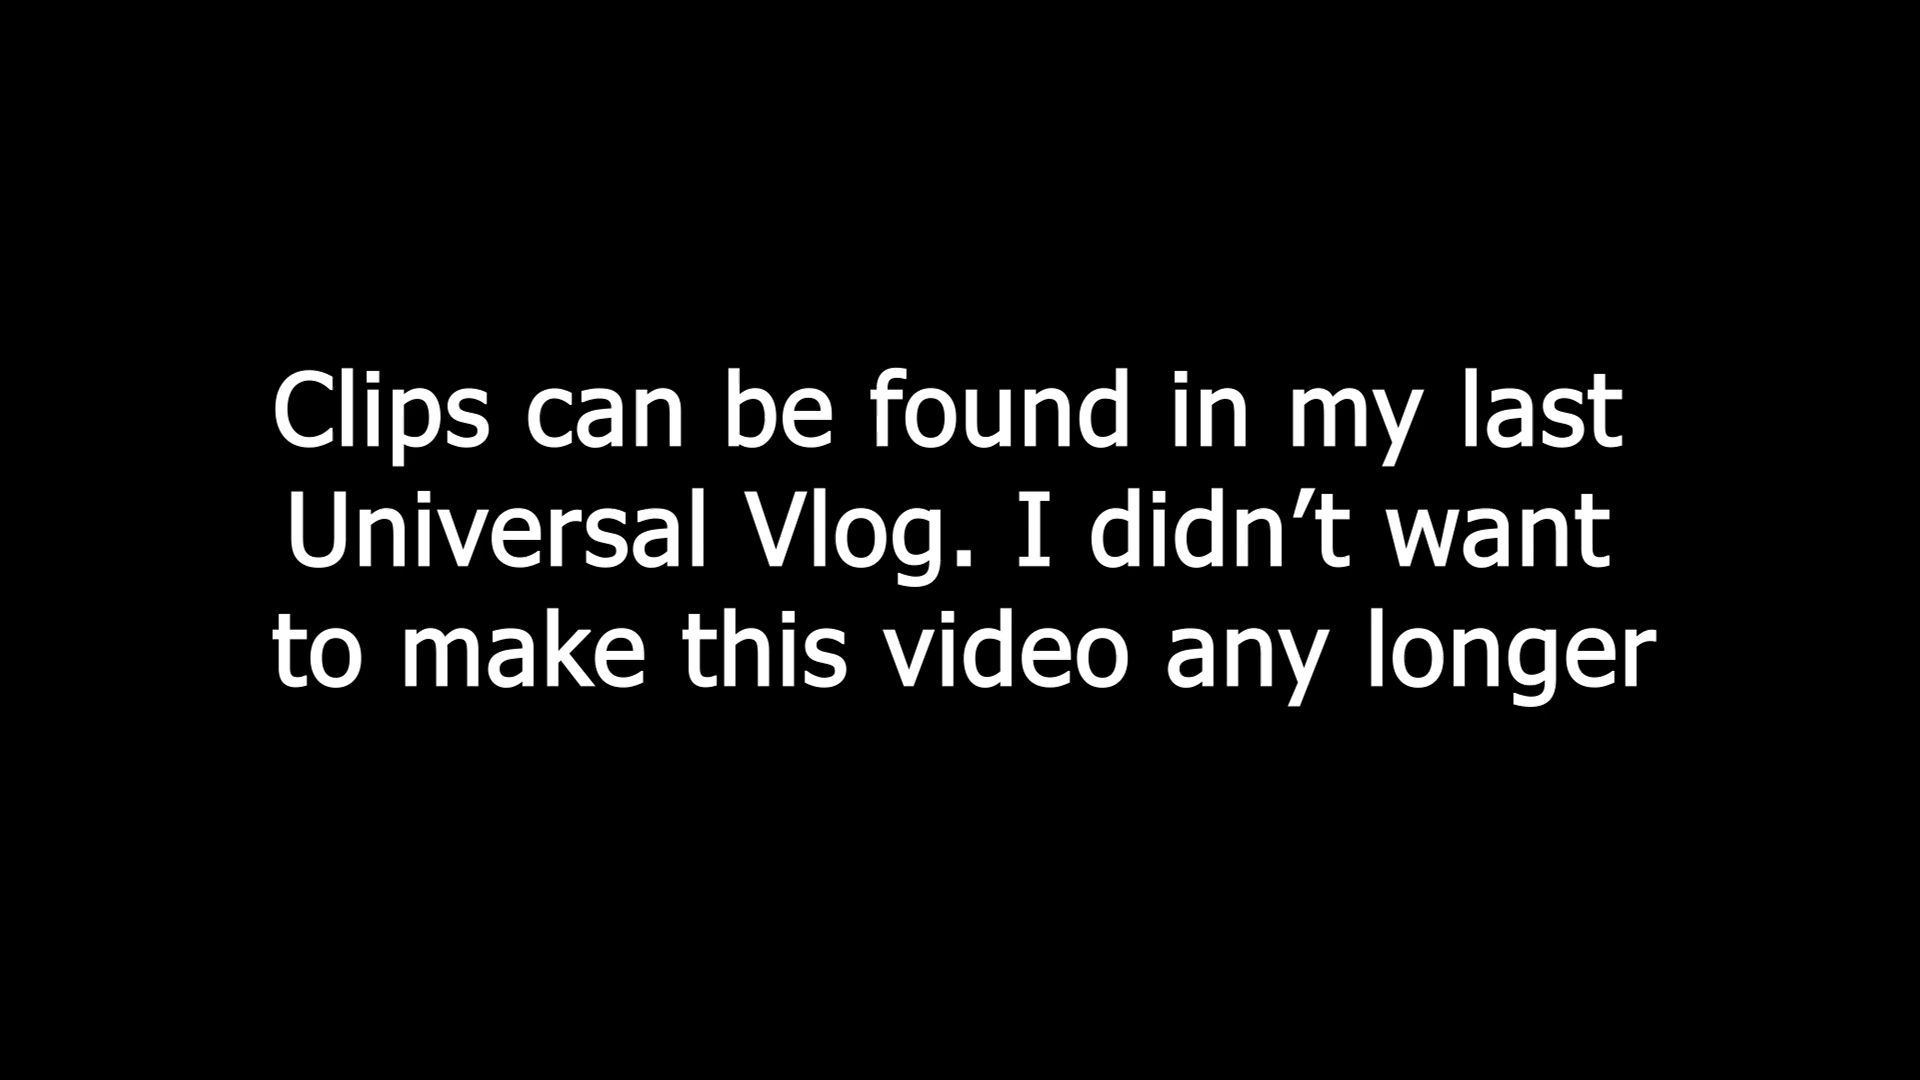 Clips can be found in my last
Universal Vlog. I didn’t want
to make this video any longer